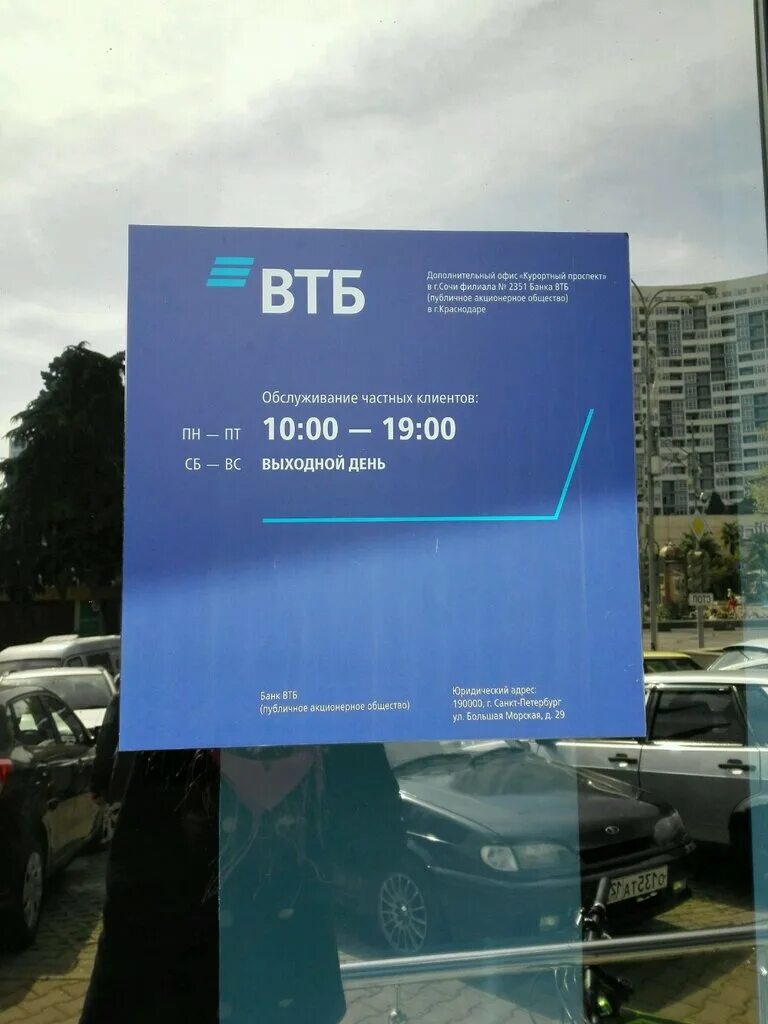 ВТБ
Дополнительный офис «Курортный проспект»
в г.Сочи филиала № 2351 Банка ВТБ
(публичное акционерное общество)
в г.Краснодаре
Обслуживание частных клиентов:
ПН — ПТ 10:00 — 19:00
СБ — ВС ВЫХОДНОЙ ДЕНЬ
Банк ВТБ
(публичное акционерное общество)
Юридический адрес:
190000, г. Санкт-Петербург
ул. Большая Морская, д. 29
СТОП